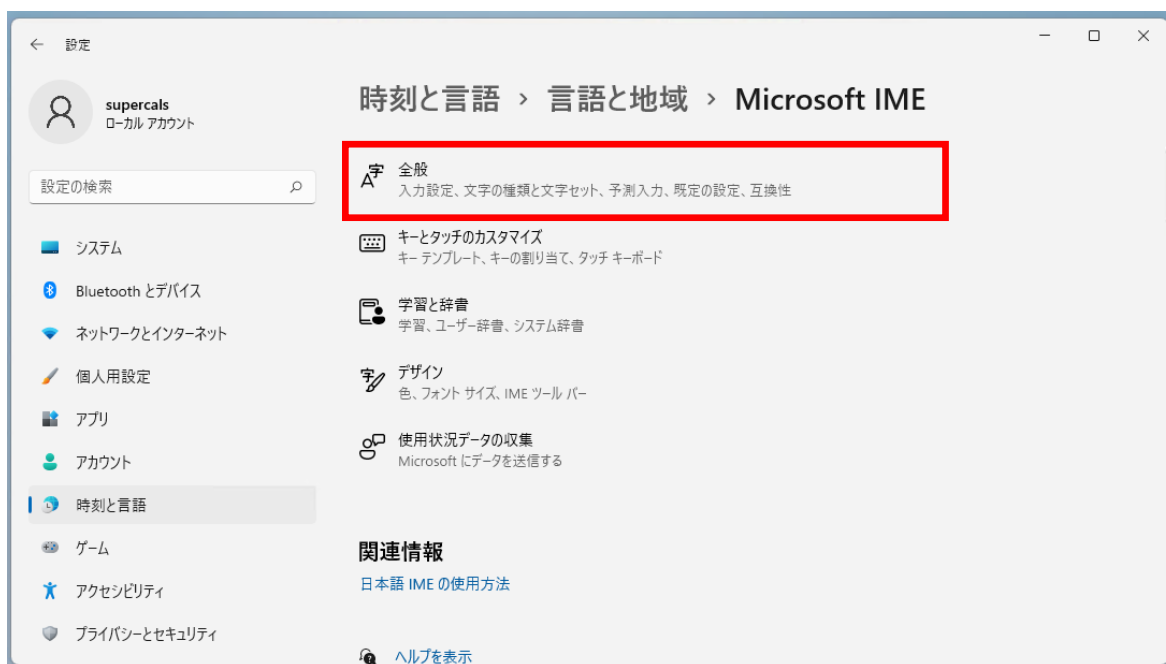 設定
supercals
ローカル アカウント
設定の検索
システム
Bluetooth とデバイス
ネットワークとインターネット
個人用設定
アプリ
アカウント
時刻と言語
ゲーム
アクセシビリティ
プライバシーとセキュリティ
時刻と言語 › 言語と地域 › Microsoft IME
全般
入力設定、文字の種類と文字セット、予測入力、既定の設定、互換性
キーとタッチのカスタマイズ
キー テンプレート、キーの割り当て、タッチ キーボード
学習と辞書
学習、ユーザー辞書、システム辞書
デザイン
色、フォント サイズ、IME ツール バー
使用状況データの収集
Microsoft にデータを送信する
関連情報
日本語 IME の使用方法
ヘルプを表示